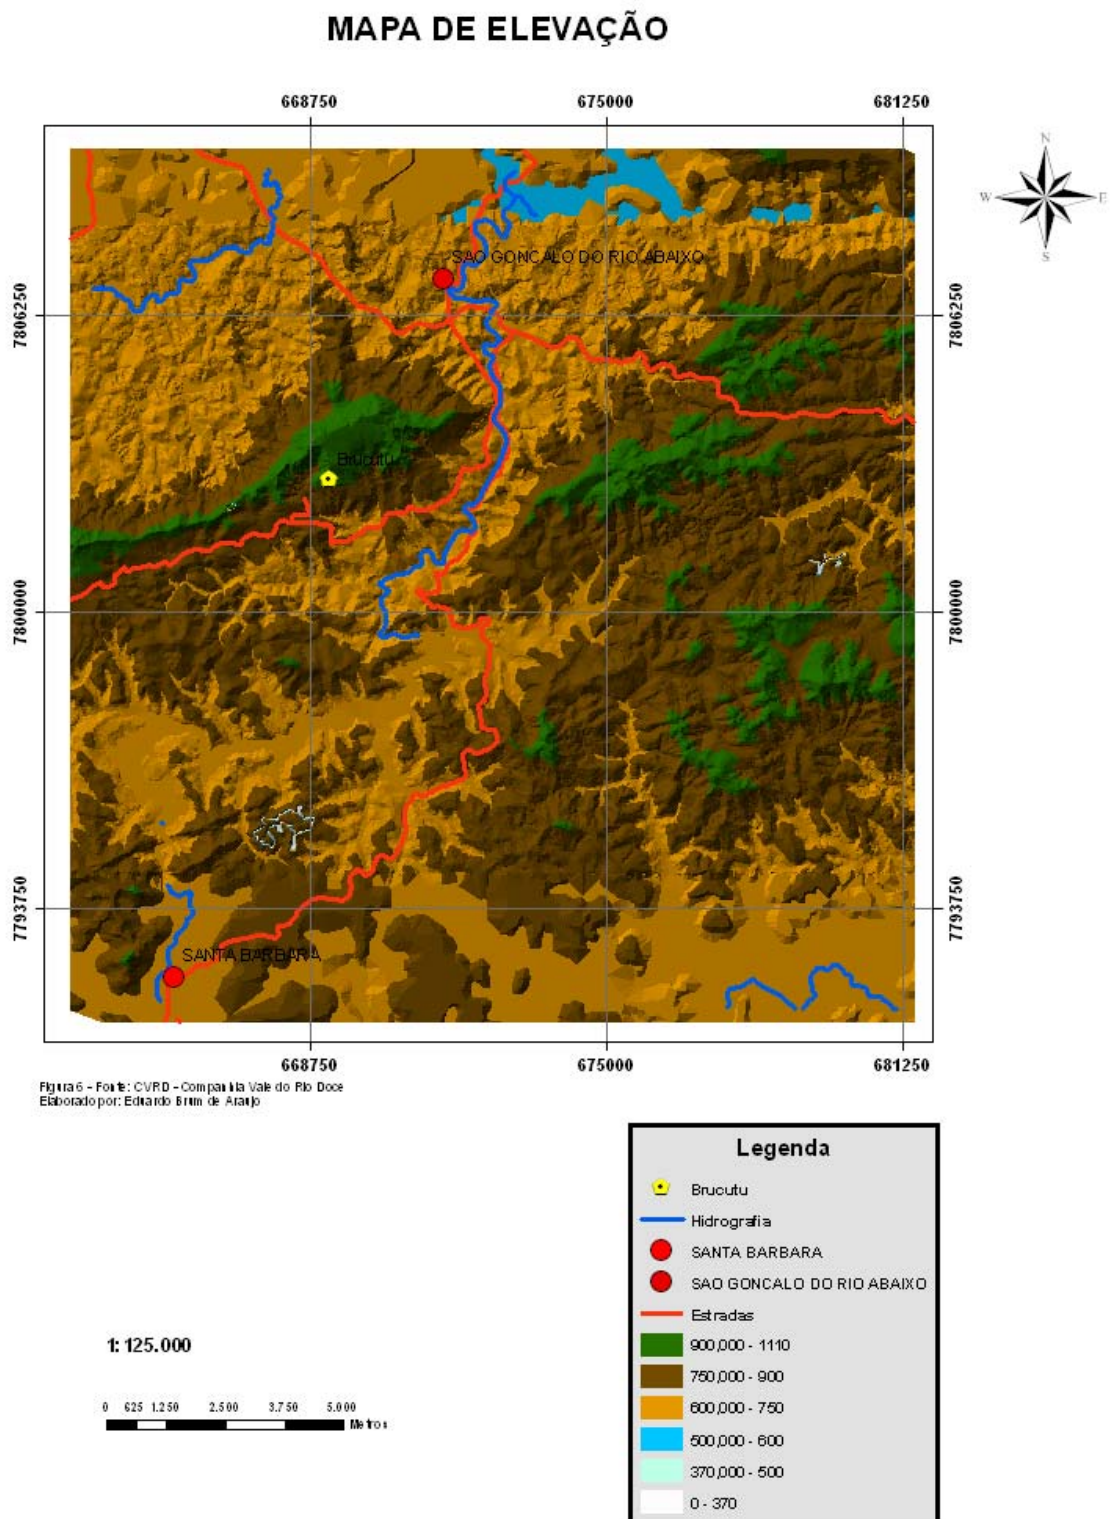 MAPA DE ELEVAÇÃO
668750 675000 681250
N
W E
S
SAO GONCALO DO RIO ABAIXO
7806250 7806250
Brucutu
7800000 7800000
7793750 7793750
SANTA BARBARA
668750 675000 681250
Figura 6 - Fonte: CVRD - Companhia Vale do Rio Doce
Elaborado por: Eduardo Brum de Araujo
Legenda
Brucutu
Hidrografia
SANTA BARBARA
SAO GONCALO DO RIO ABAIXO
Estradas
900,000 - 1110
750,000 - 900
600,000 - 750
500,000 - 600
370,000 - 500
0 - 370
1: 125.000
0 625 1.250 2.500 3.750 5.000
Metros